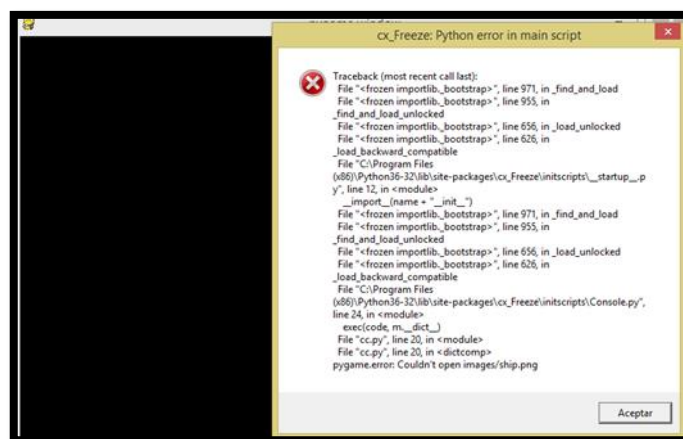 pygame window
cx_Freeze: Python error in main script
Traceback (most recent call last):
File "<frozen importlib._bootstrap>", line 971, in _find_and_load
File "<frozen importlib._bootstrap>", line 955, in
_find_and_load_unlocked
File "<frozen importlib._bootstrap>", line 656, in _load_unlocked
File "<frozen importlib._bootstrap>", line 626, in
_load_backward_compatible
File "C:\Program Files
(x86)\Python36-32\lib\site-packages\cx_Freeze\initscripts\__startup__.p
y", line 12, in <module>
__import__(name + "__init__")
File "<frozen importlib._bootstrap>", line 971, in _find_and_load
File "<frozen importlib._bootstrap>", line 955, in
_find_and_load_unlocked
File "<frozen importlib._bootstrap>", line 656, in _load_unlocked
File "<frozen importlib._bootstrap>", line 626, in
_load_backward_compatible
File "C:\Program Files
(x86)\Python36-32\lib\site-packages\cx_Freeze\initscripts\Console.py",
line 24, in <module>
exec(code, m.__dict__)
File "cc.py", line 20, in <module>
File "cc.py", line 20, in <dictcomp>
pygame.error: Couldn't open images/ship.png
Aceptar